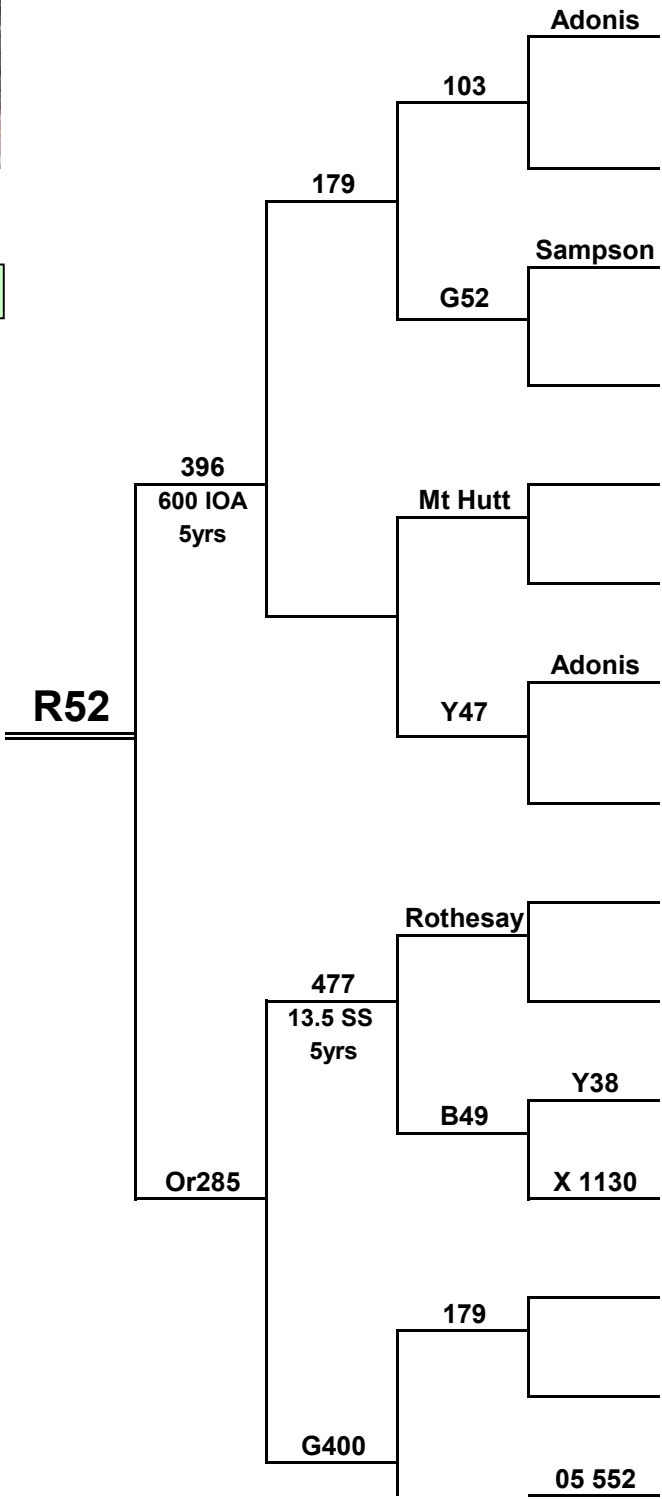 Adonis
103
179
Sampson
G52
396
600 IOA
5yrs
Mt Hutt
Adonis
Y47
R52
Rothesay
477
13.5 SS
5yrs
Y38
B49
Or285
X 1130
179
G400
05 552